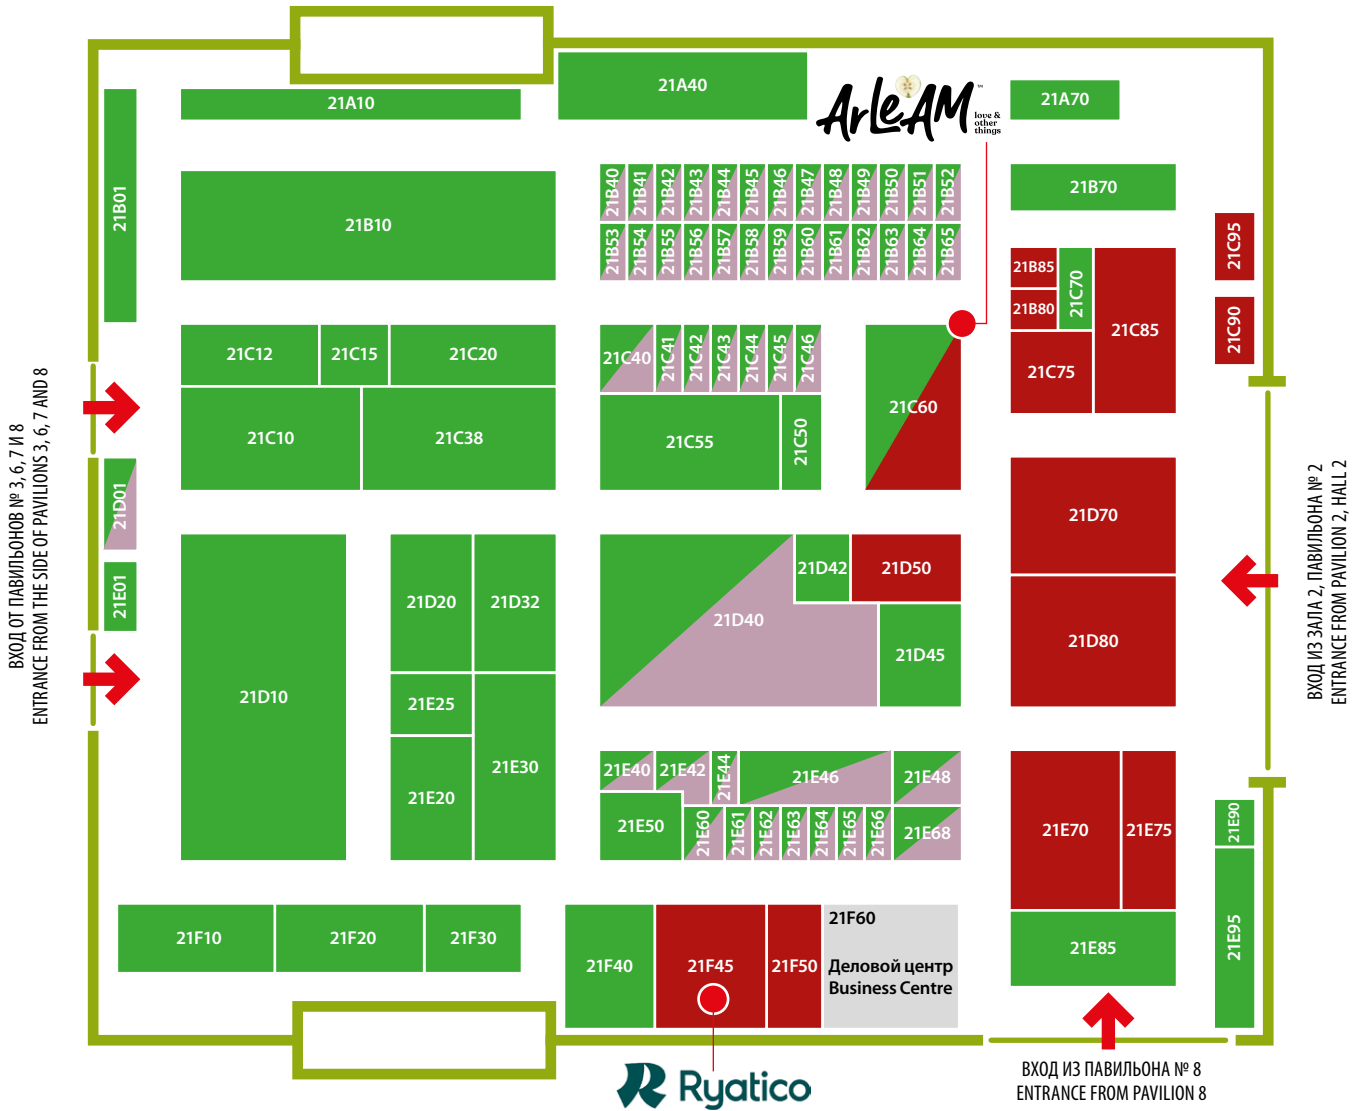 21A40
ArLeAM
™
love &
other
things
21A10
21A70
21B01
21B10
21B40
21B41
21B42
21B43
21B44
21B45
21B46
21B47
21B48
21B49
21B50
21B51
21B52
21B53
21B54
21B55
21B56
21B57
21B58
21B59
21B60
21B61
21B62
21B63
21B64
21B65
21B70
21C95
21B85
21C70
21B80
21C85
21C90
21C75
21C12
21C15
21C20
21C40
21C41
21C42
21C43
21C44
21C45
21C46
21C60
21C10
21C38
21C55
21C50
ВХОД ОТ ПАВИЛЬОНОВ № 3, 6, 7 И 8
ENTRANCE FROM THE SIDE OF PAVILIONS 3, 6, 7 AND 8
21D01
21E01
21D70
21D80
ВХОД ИЗ ЗАЛА 2, ПАВИЛЬОНА № 2
ENTRANCE FROM PAVILION 2, HALL 2
21D10
21D20
21D32
21D42
21D50
21D40
21D45
21E25
21E30
21E20
21E40
21E42
21E44
21E46
21E48
21E50
21E60
21E61
21E62
21E63
21E64
21E65
21E66
21E68
21E70
21E75
21E90
21E95
21E85
21F10
21F20
21F30
21F40
21F45
21F50
21F60
Деловой центр
Business Centre
Ryatico
ВХОД ИЗ ПАВИЛЬОНА № 8
ENTRANCE FROM PAVILION 8